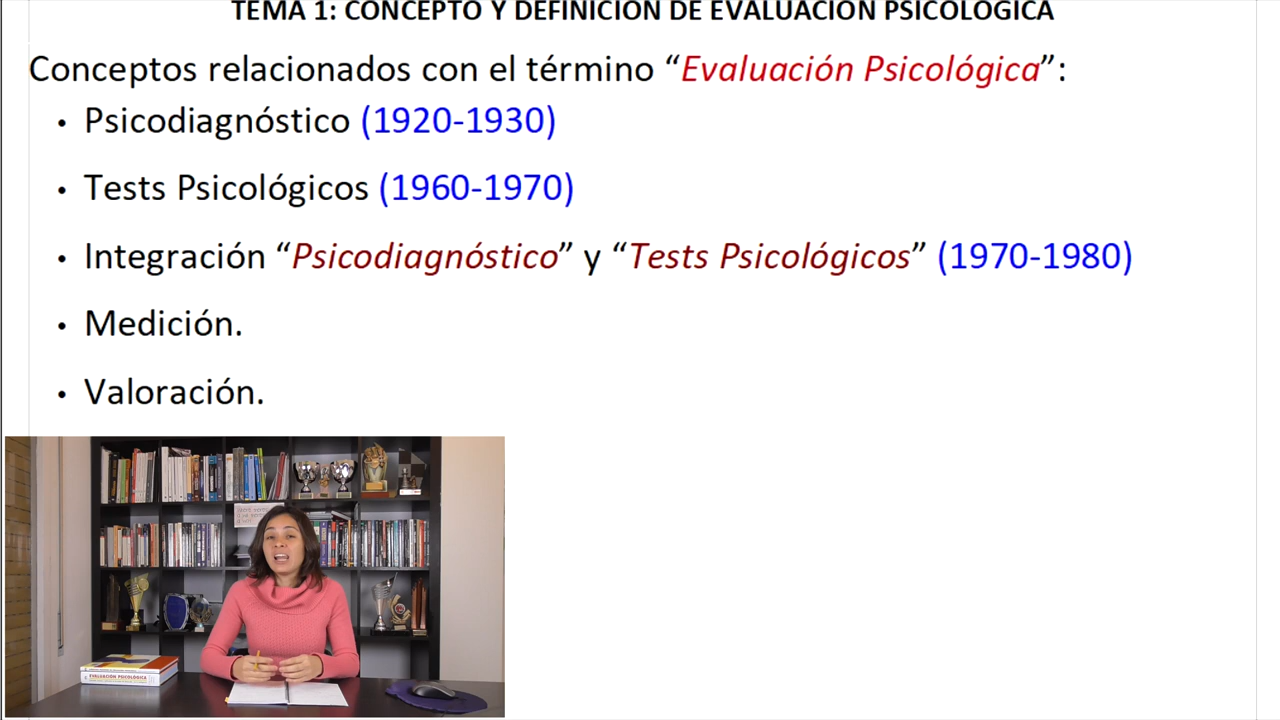 TEMA 1: CONCEPTO Y DEFINICIÓN DE EVALUACIÓN PSICOLÓGICA
Conceptos relacionados con el término “Evaluación Psicológica”:
• Psicodiagnóstico (1920-1930)
• Tests Psicológicos (1960-1970)
• Integración “Psicodiagnóstico” y “Tests Psicológicos” (1970-1980)
• Medición.
• Valoración.
EVALUACIÓN PSICOLÓGICA